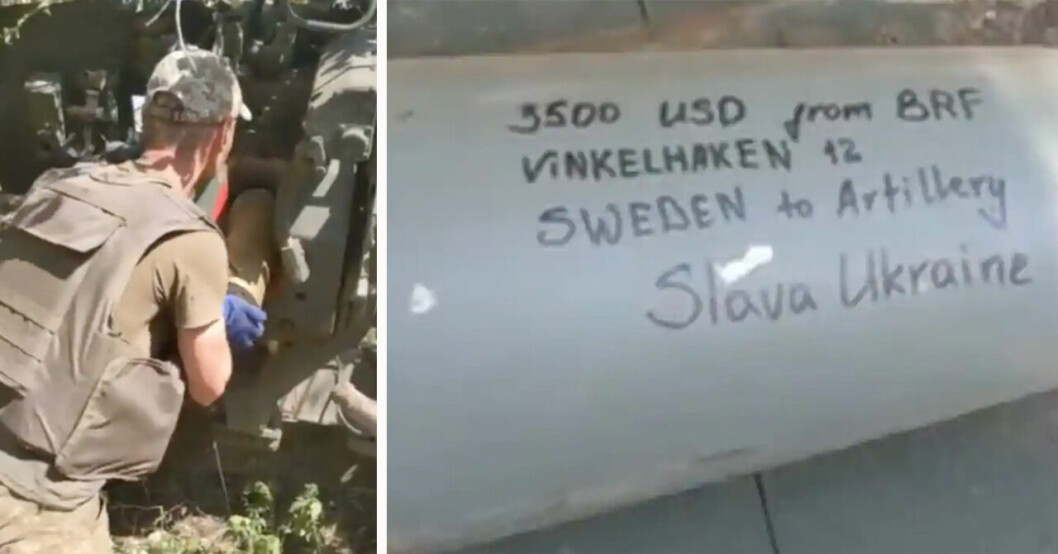 3500 USD from BRF
VINKELHAKEN 12
SWEDEN to Artillery
Slava Ukraine